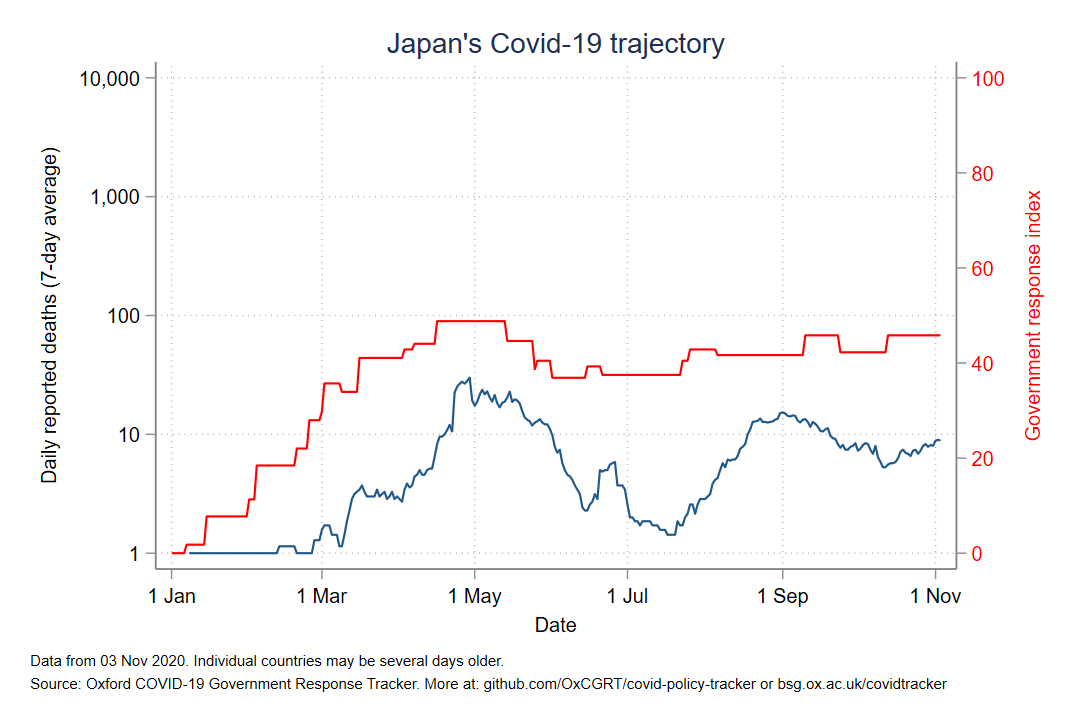 Japan's Covid-19 trajectory
10,000
1,000
100
10
1
Daily reported deaths (7-day average)
100
80
60
40
20
0
Government response index
1 Jan
1 Mar
1 May
1 Jul
1 Sep
1 Nov
Date
Data from 03 Nov 2020. Individual countries may be several days older.
Source: Oxford COVID-19 Government Response Tracker. More at: github.com/OxCGRT/covid-policy-tracker or bsg.ox.ac.uk/covidtracker